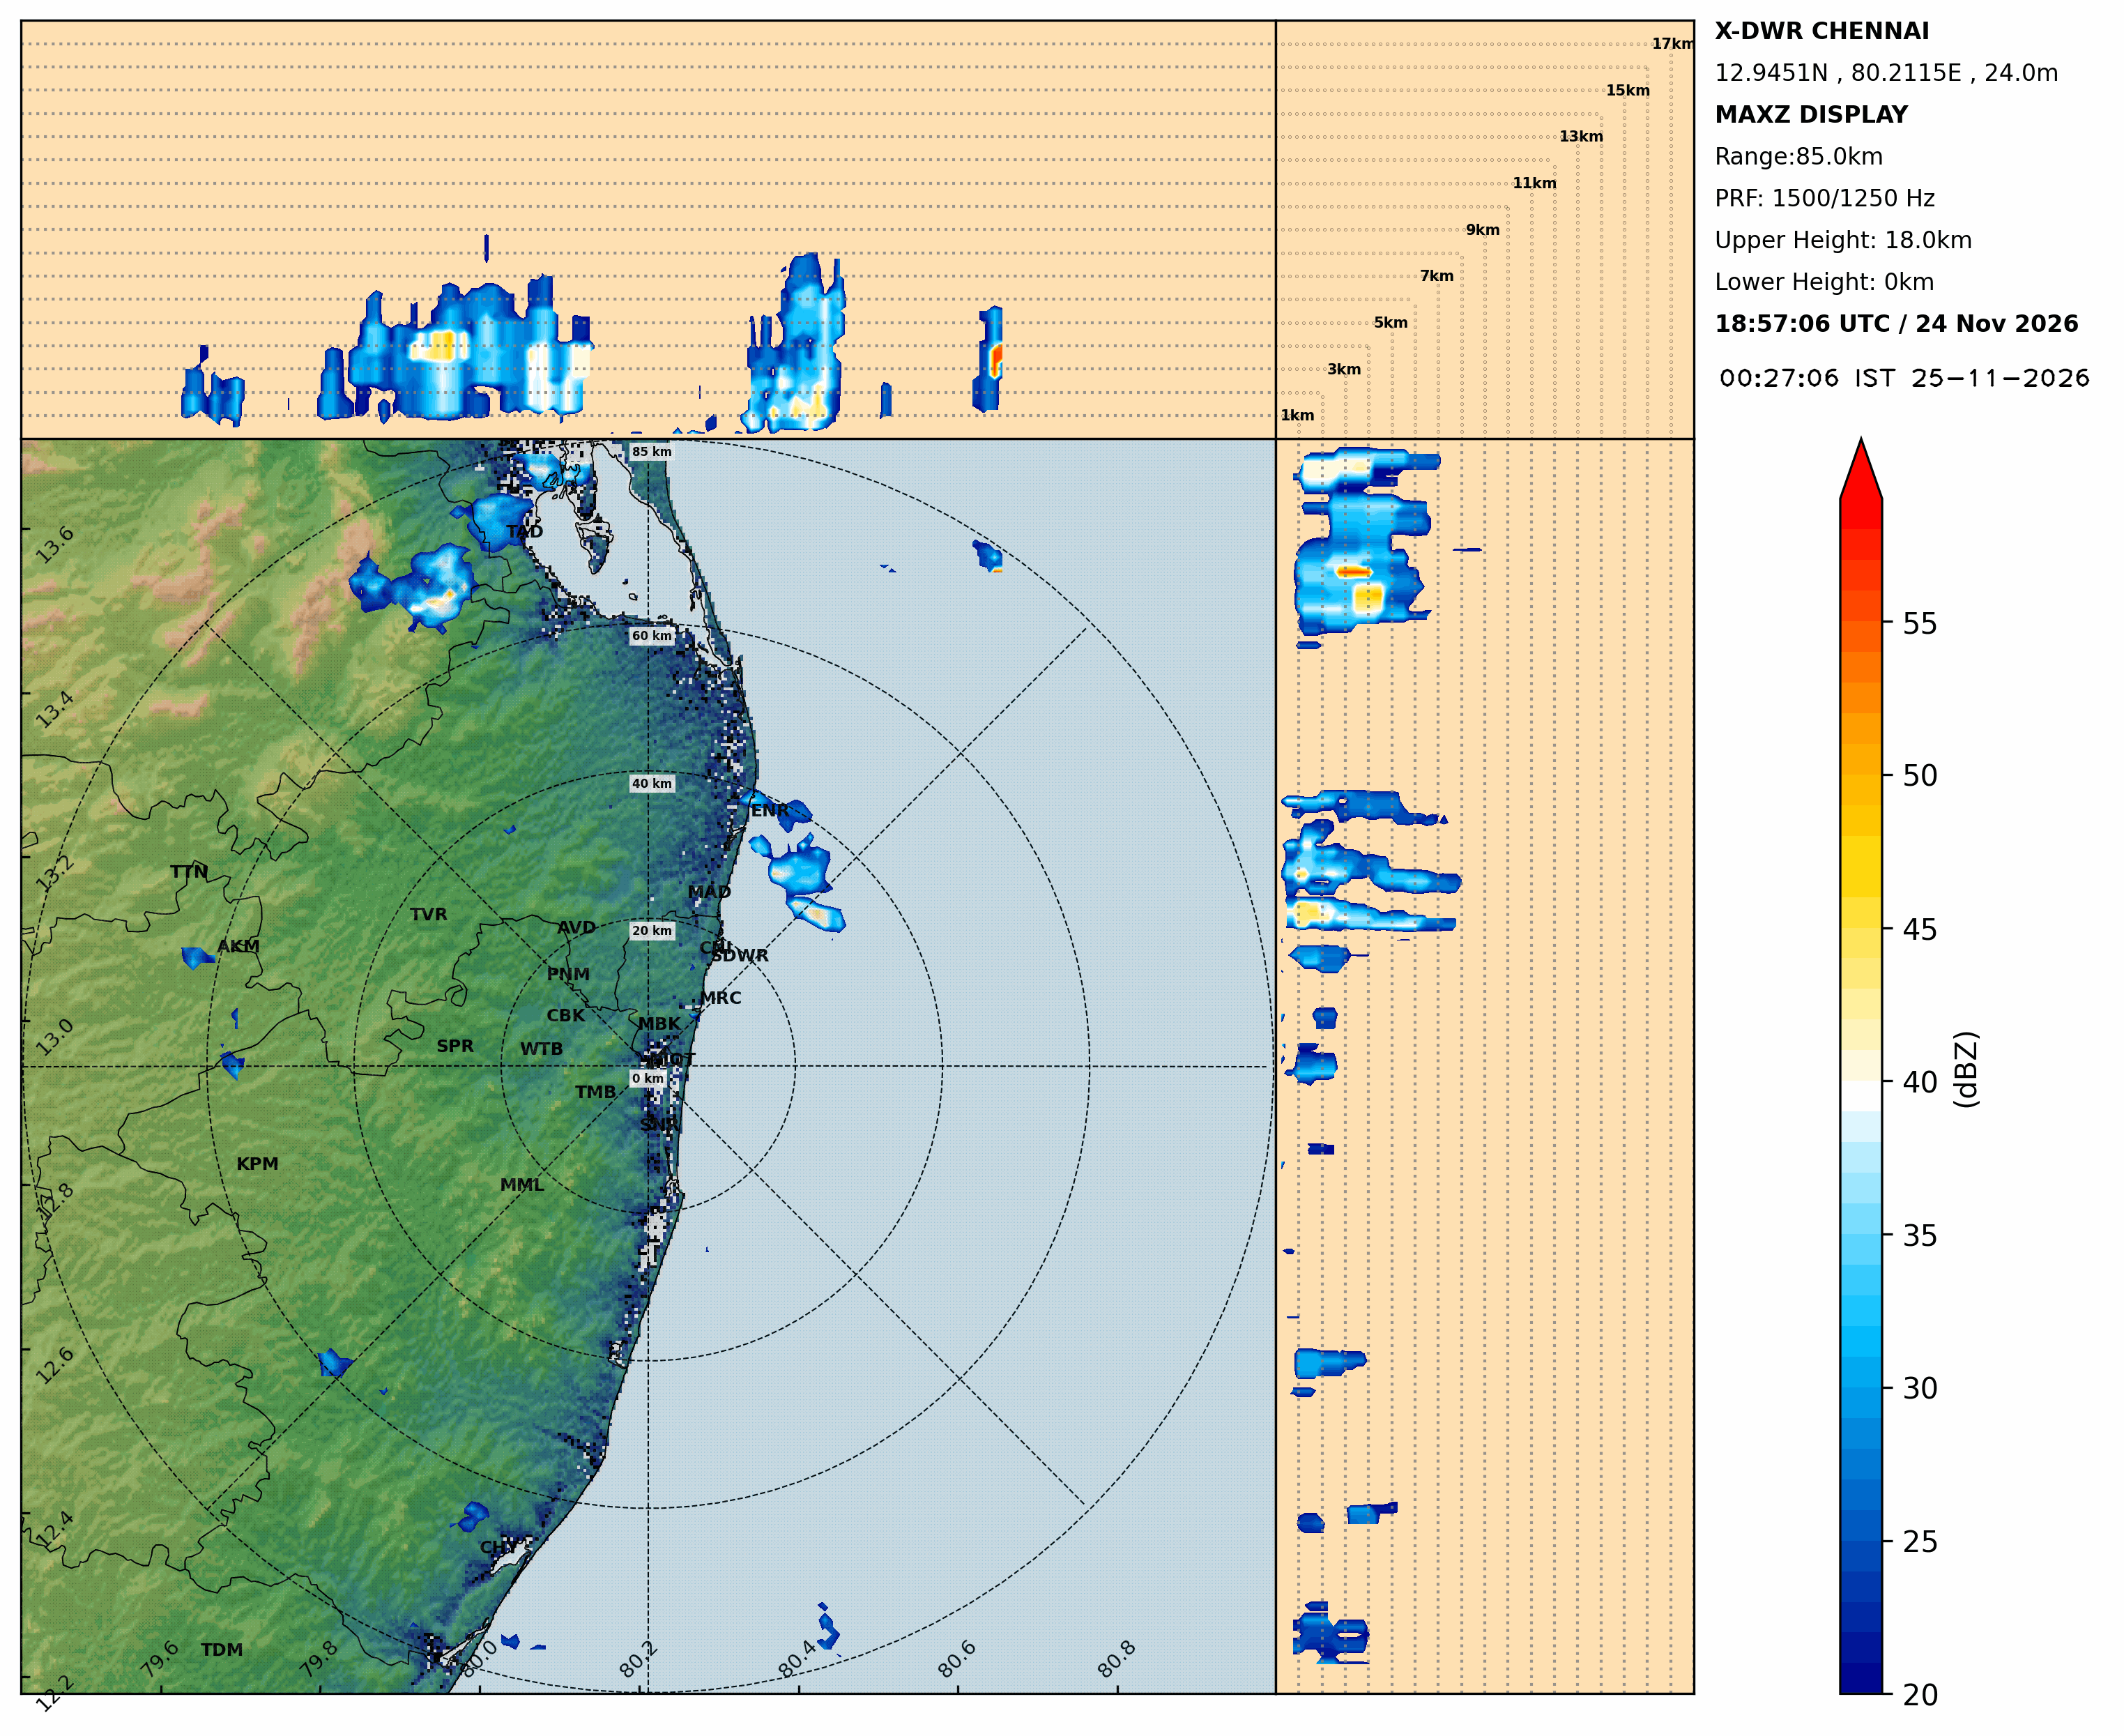 X-DWR CHENNAI
12.9451N , 80.2115E , 24.0m
MAXZ DISPLAY
Range:85.0km
PRF: 1500/1250 Hz
Upper Height: 18.0km
Lower Height: 0km
18:57:06 UTC / 24 Nov 2026
00:27:06 IST 25-11-2026
17km
15km
13km
11km
9km
7km
5km
3km
1km
85 km
TAD
13.6
60 km
13.4
40 km
ENR
13.2
TTN
MAD
TVR
AVD
20 km
AKM
SDWR
PNM
MRC
13.0
CBK
MBK
SPR
WTB
0 km
TMB
SNR
KPM
MML
12.8
12.6
12.4
CHY
TDM
12.2
79.6
79.8
80.0
80.2
80.4
80.6
80.8
55
50
45
40
35
30
25
20
(dBZ)